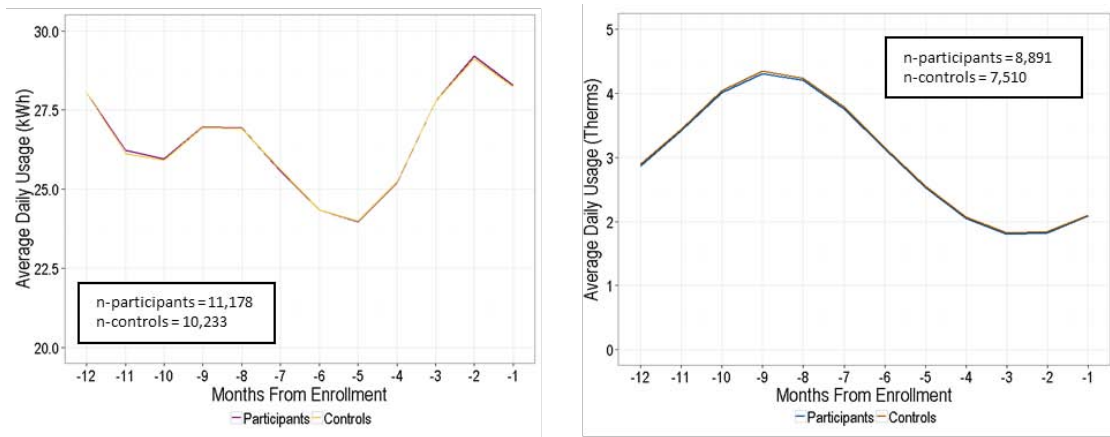 30.0
27.5
25.0
22.5
20.0
Average Daily Usage (kWh)
n-participants = 11,178
n-controls = 10,233
-12 -11 -10 -9 -8 -7 -6 -5 -4 -3 -2 -1
Months From Enrollment
Participants Controls
5
4
3
2
1
0
Average Daily Usage (Therms)
n-participants = 8,891
n-controls = 7,510
-12 -11 -10 -9 -8 -7 -6 -5 -4 -3 -2 -1
Months From Enrollment
Participants Controls